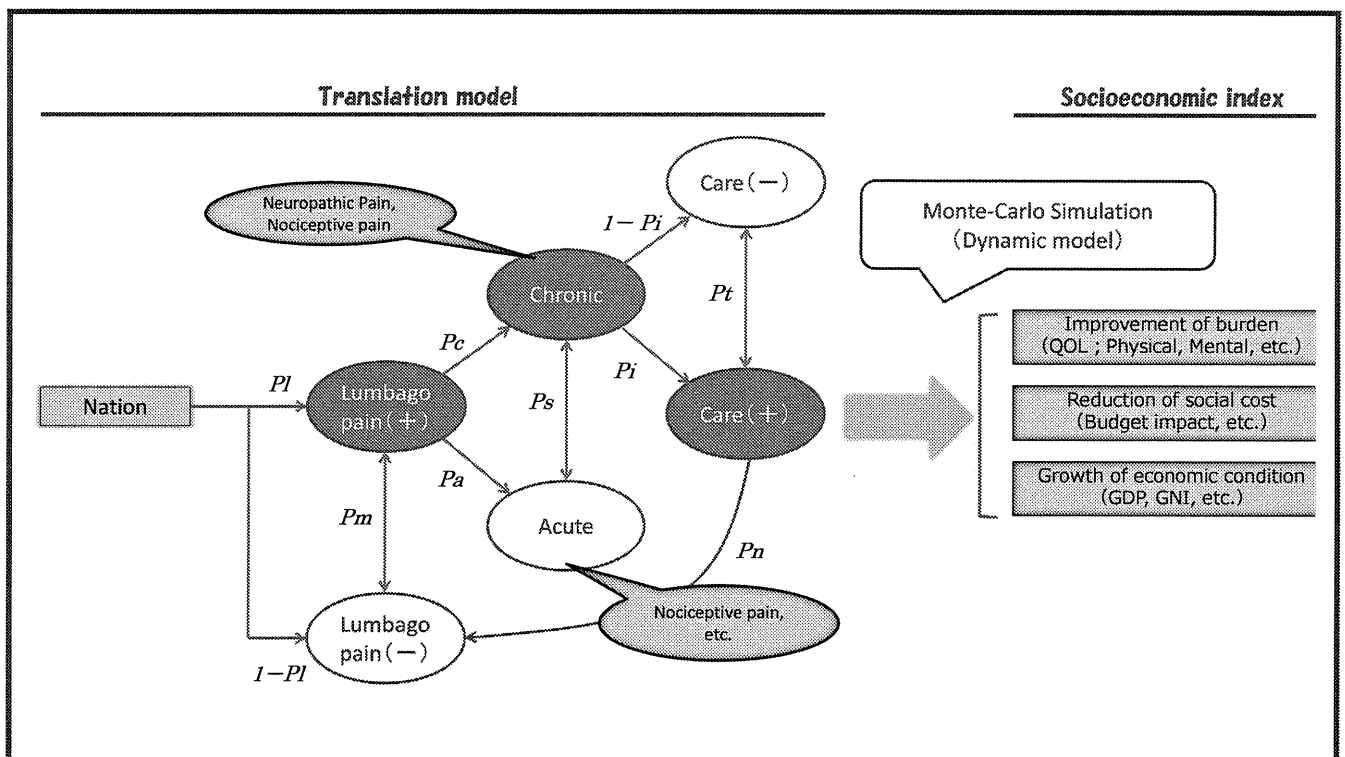 Translation model
Socioeconomic index
Care(－)
Neuropathic Pain,
Nociceptive pain
Monte-Carlo Simulation
(Dynamic model)
1－Pi
Chronic
Pt
Improvement of burden
(QOL ; Physical, Mental, etc.)
Pc
Pi
Nation
Pl
Lumbago
pain(＋)
Ps
Care(＋)
Reduction of social cost
(Budget impact, etc.)
Pa
Growth of economic condition
(GDP, GNI, etc.)
Pm
Acute
Pn
Nociceptive pain,
etc.
Lumbago
pain(－)
1－Pl